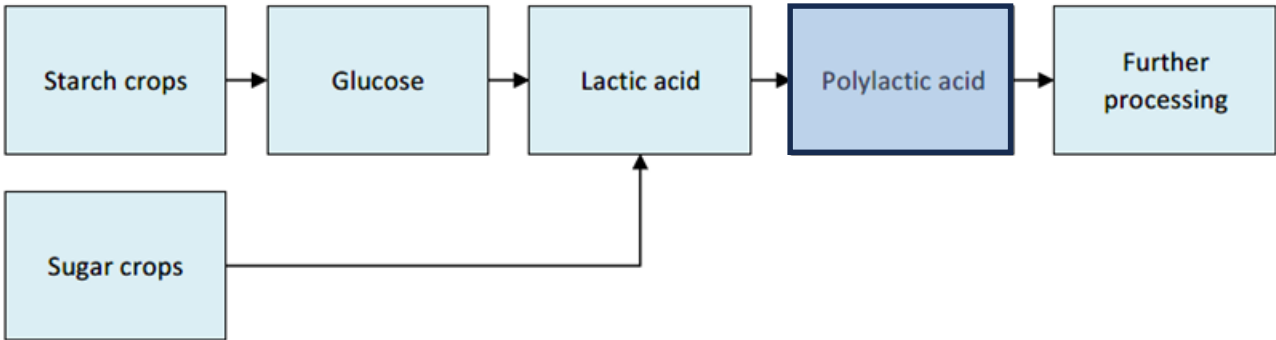 Starch crops
Glucose
Lactic acid
Polylactic acid
Further
processing
Sugar crops